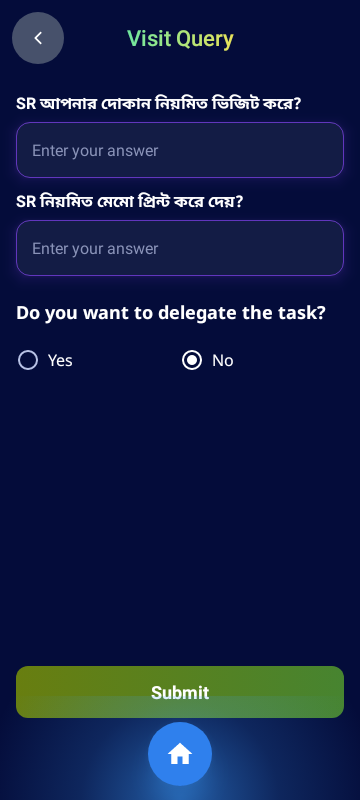 Visit Query
SR আপনার দোকান নিয়মিত ভিজিট করে?
Enter your answer
SR নিয়মিত মেমো প্রিন্ট করে দেয়?
Enter your answer
Do you want to delegate the task?
Yes No
Submit